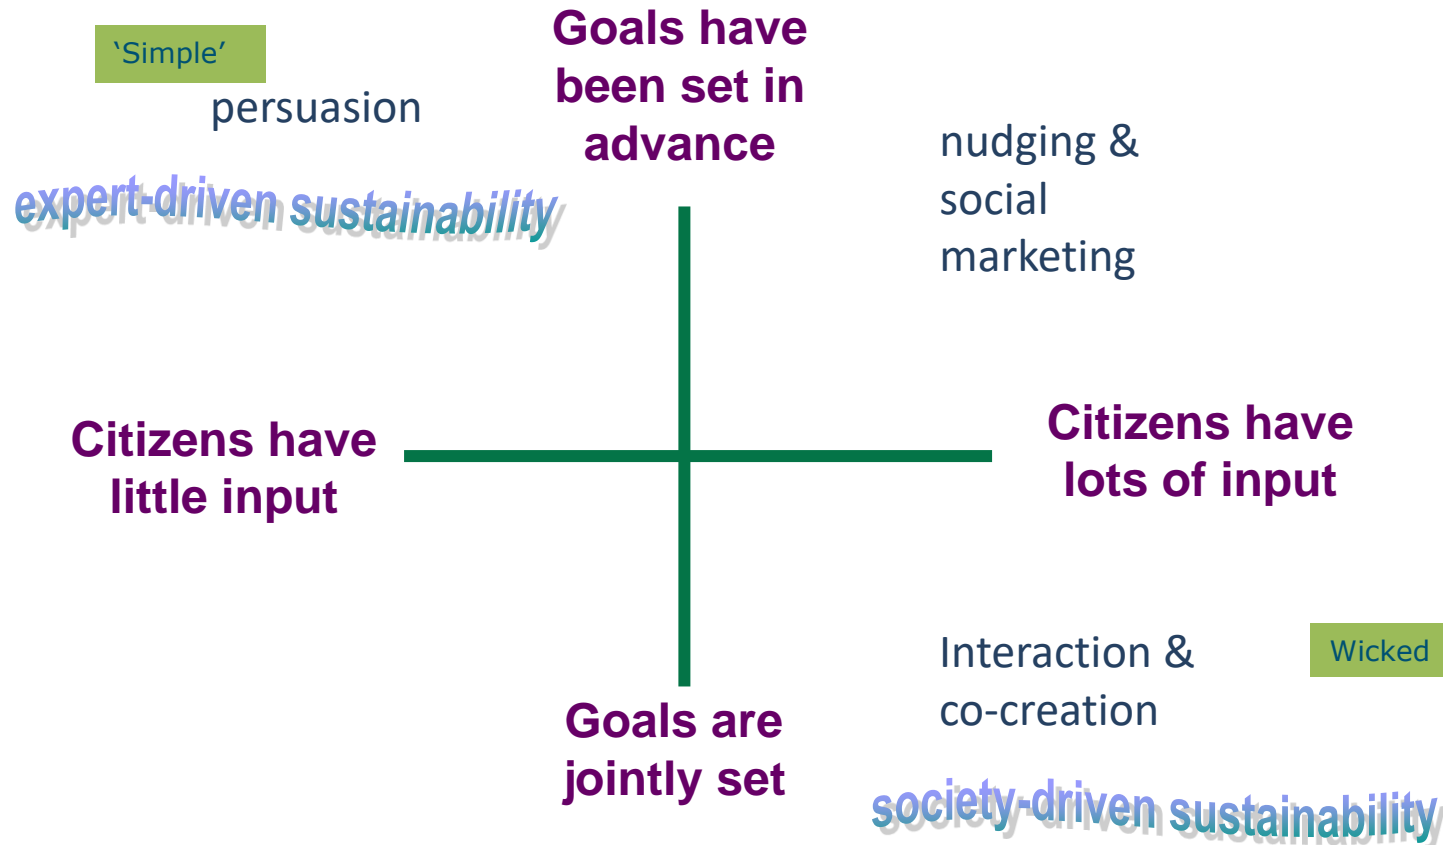 ‘Simple’
persuasion
expert-driven sustainability
Goals have
been set in
advance
nudging &
social
marketing
Citizens have
little input
Citizens have
lots of input
Interaction &
co-creation
Wicked
Goals are
jointly set
society-driven sustainability